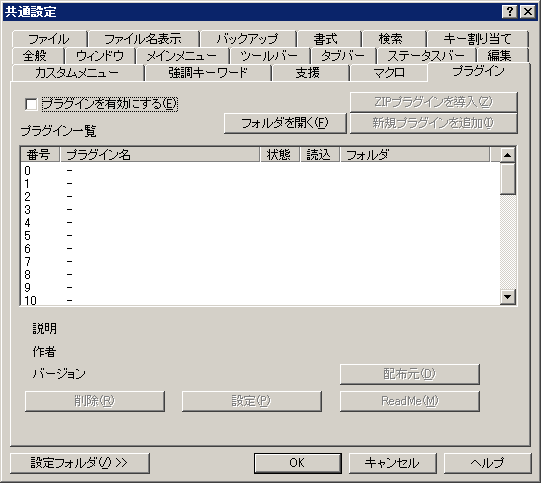 共通設定
ファイル ファイル名表示 バックアップ 書式 検索 キー割り当て
全般 ウィンドウ メインメニュー ツールバー タブバー ステータスバー 編集
カスタムメニュー 強調キーワード 支援 マクロ プラグイン
プラグインを有効にする(E) ZIPプラグインを導入(Z)
フォルダを開く(F) 新規プラグインを追加(I)
プラグイン一覧
番号 プラグイン名 状態 読込 フォルダ
0 -
1 -
2 -
3 -
4 -
5 -
6 -
7 -
8 -
9 -
10 -
説明
作者
バージョン 配布元(D)
削除(R) 設定(P) ReadMe(M)
設定フォルダ(/) >> OK キャンセル ヘルプ